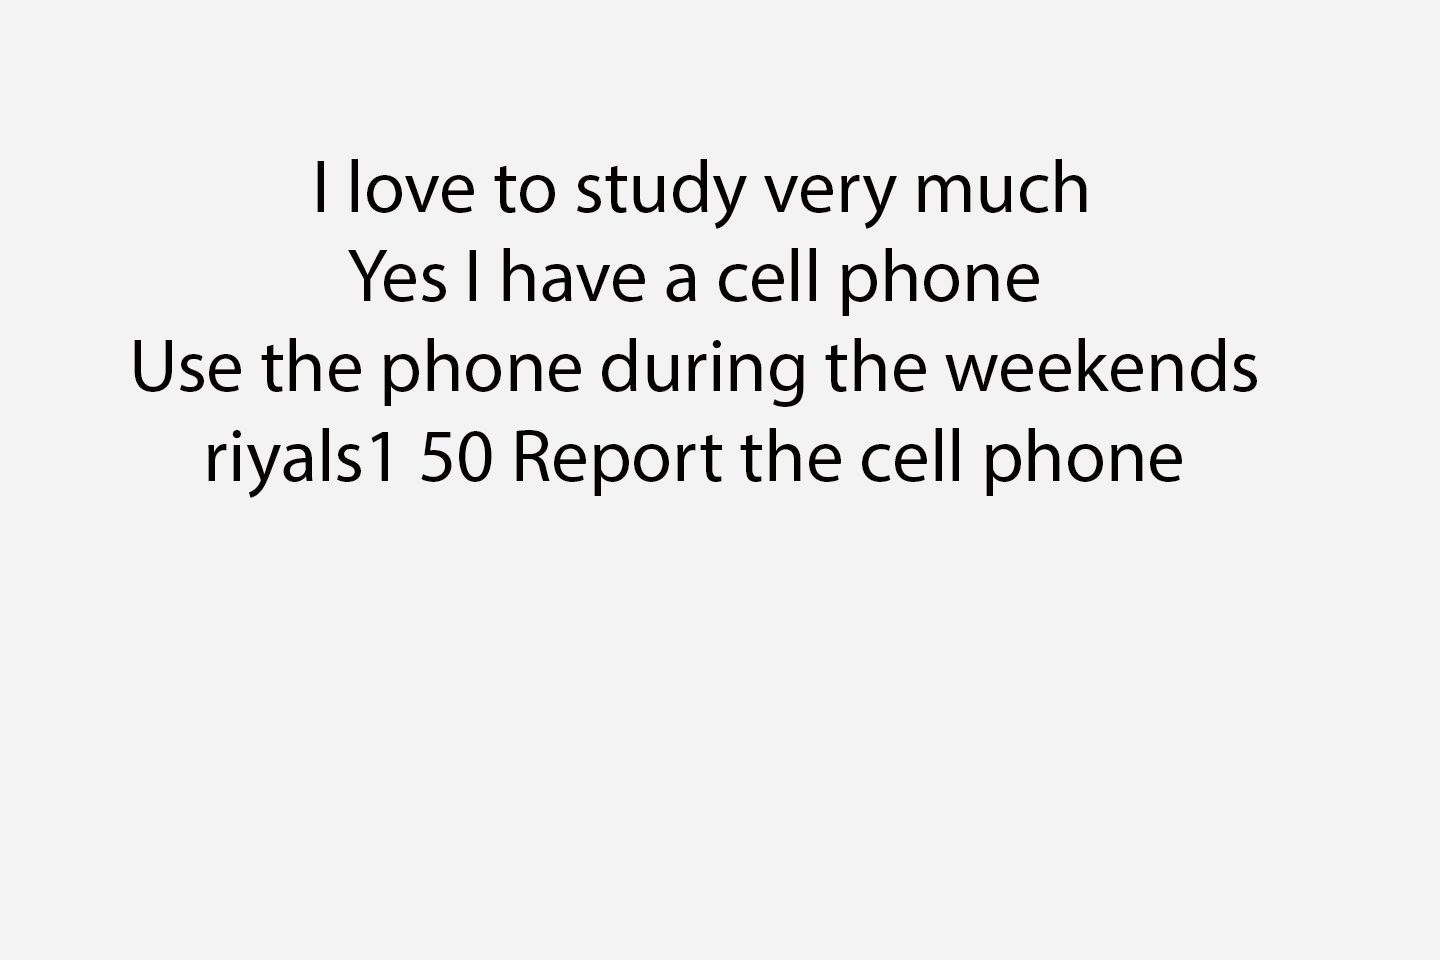 I love to study very much
Yes I have a cell phone
Use the phone during the weekends
riyals1 50 Report the cell phone